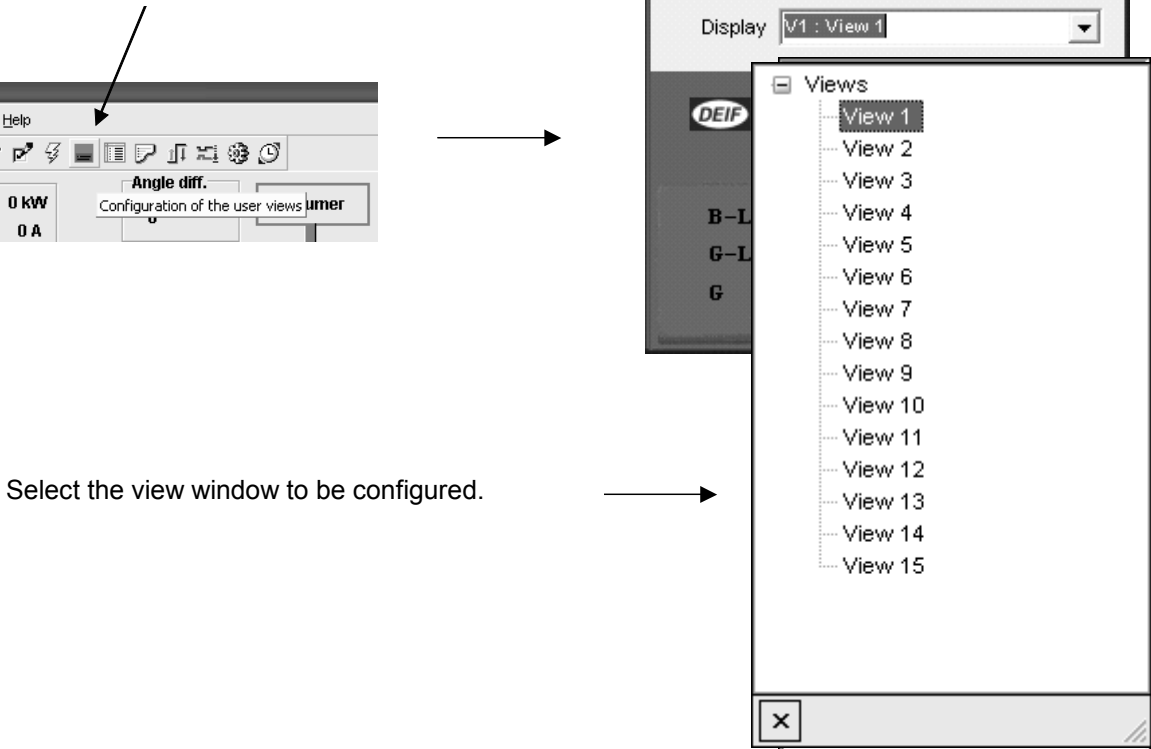 Help
0 kW
0 A
Angle diff.
Configuration of the user views
umer
Display V1 : View 1
DEIF
B-L
G-L
G
Views
View 1
View 2
View 3
View 4
View 5
View 6
View 7
View 8
View 9
View 10
View 11
View 12
View 13
View 14
View 15
Select the view window to be configured.